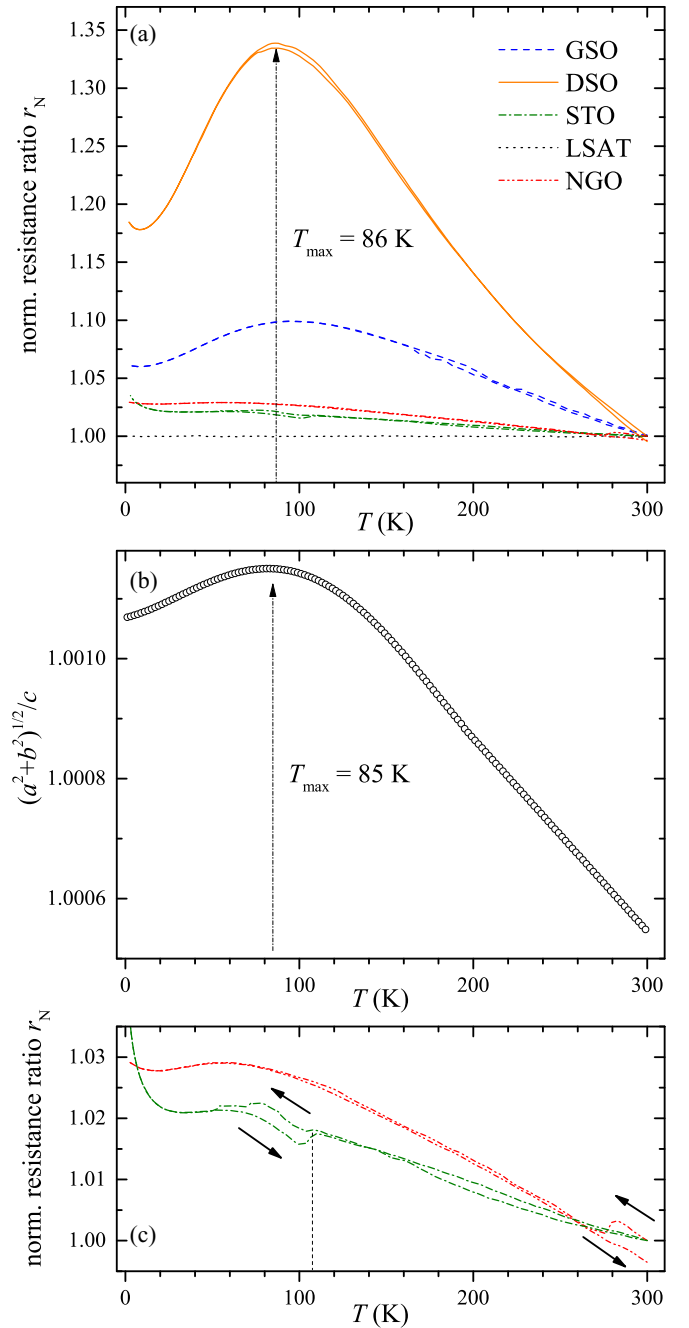 (a)
GSO
DSO
STO
LSAT
NGO
T_max = 86 K
norm. resistance ratio r_N
1.35
1.30
1.25
1.20
1.15
1.10
1.05
1.00
0 100 200 300
T (K)
(b)
T_max = 85 K
(a²+b²)^1/2/c
1.0010
1.0008
1.0006
0 100 200 300
T (K)
norm. resistance ratio r_N
1.03
1.02
1.01
1.00
(c)
0 100 200 300
T (K)